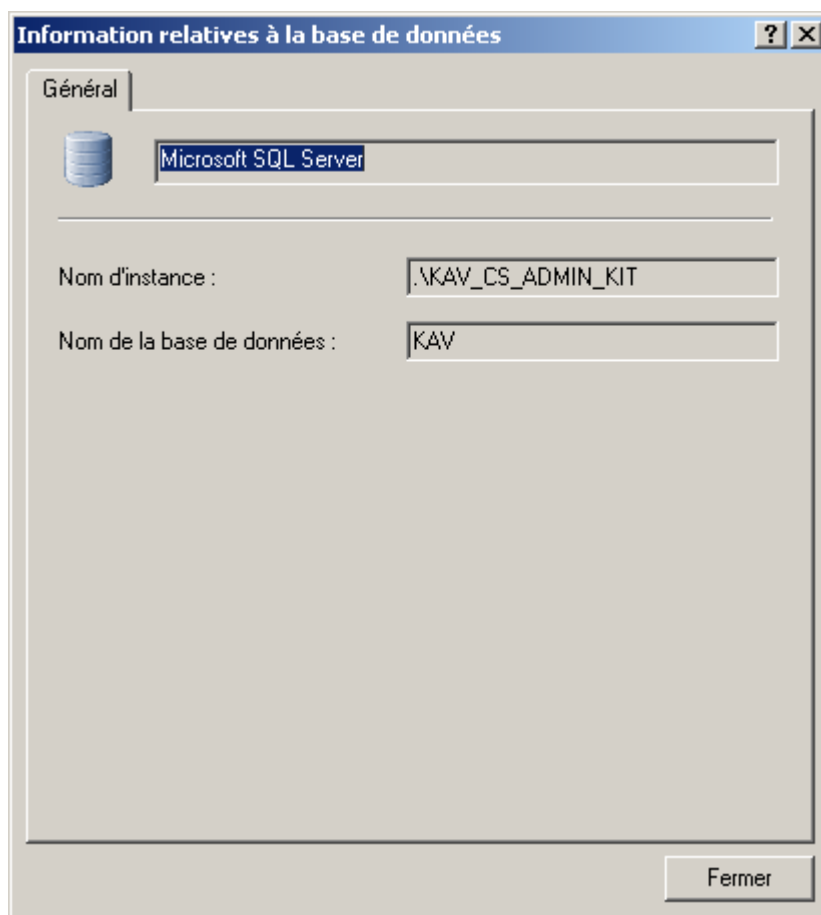 Information relatives à la base de données
Général
Microsoft SQL Server
Nom d'instance :
.\KAV_CS_ADMIN_KIT
Nom de la base de données :
KAV
Fermer